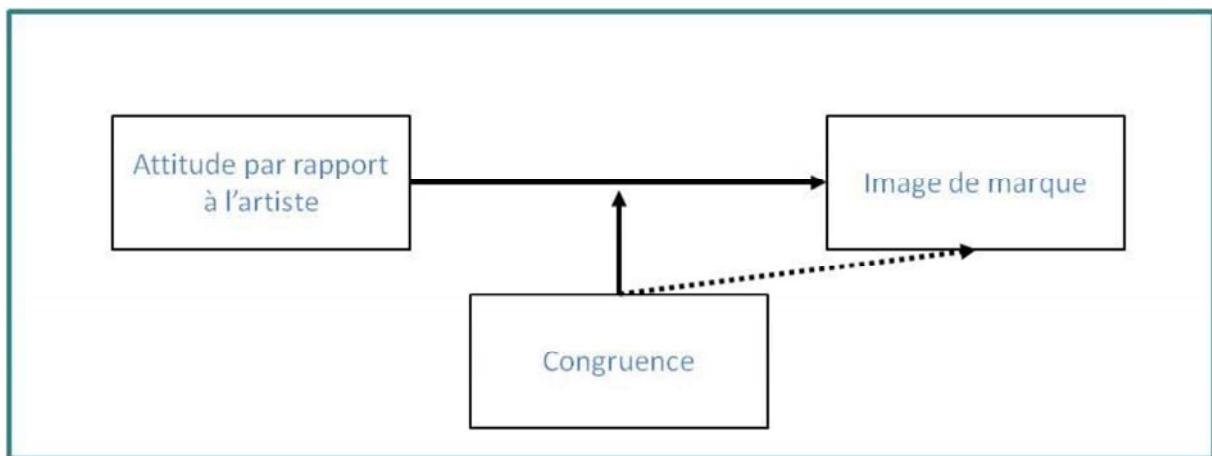 Attitude par rapport
à l'artiste
Image de marque
Congruence